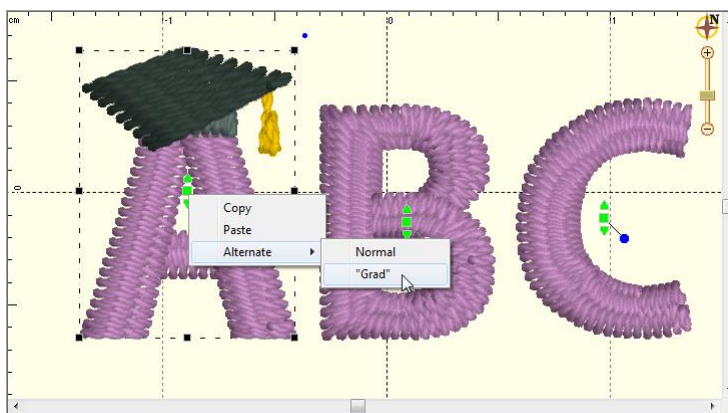 cm -1 0 1 N
0
ABC
Copy
Paste
Alternate
Normal
"Grad"